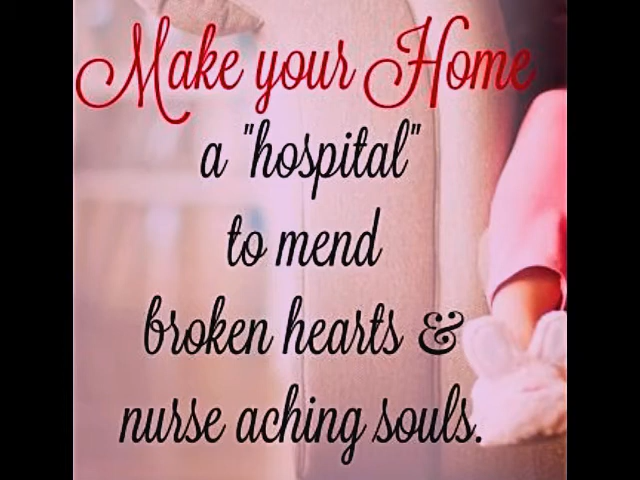 Make your Home
a "hospital"
to mend
broken hearts &
nurse aching souls.